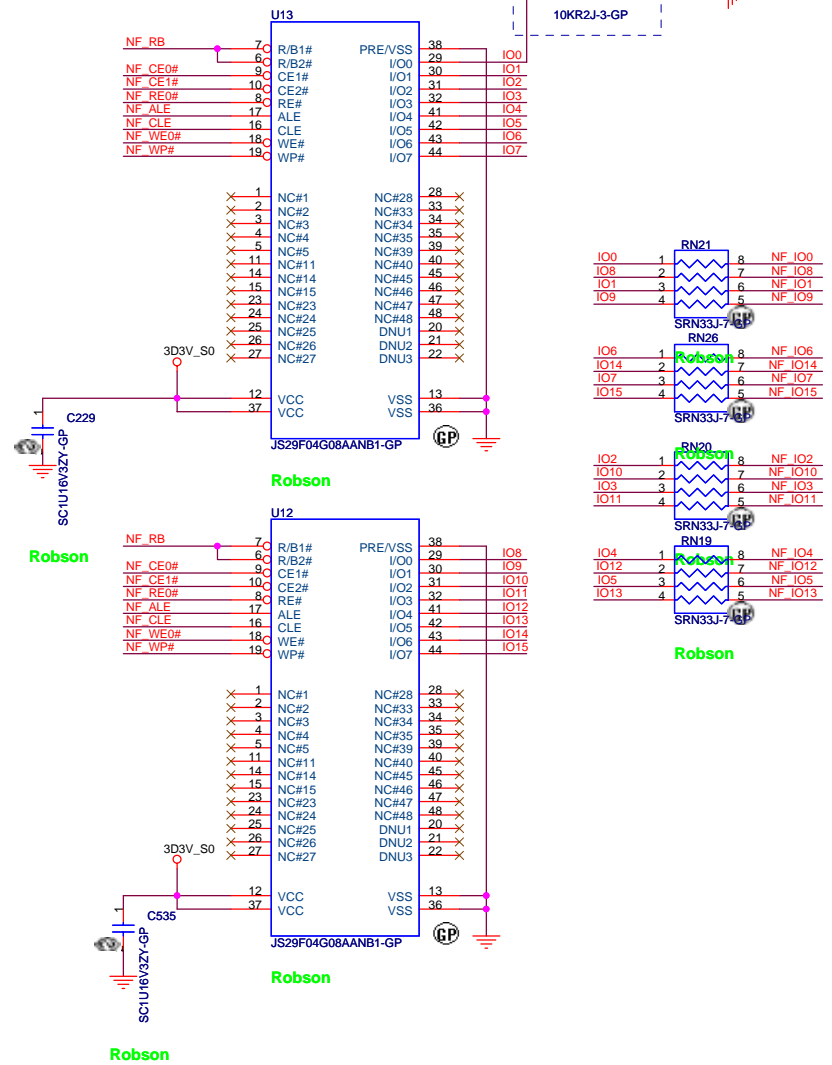 10KR2J-3-GP
U13
NF_RB 7 R/B1# PRE/VSS 38
6 R/B2# I/O0 29 IO0
NF_CE0# 9 CE1# I/O1 30 IO1
NF_CE1# 10 CE2# I/O2 31 IO2
NF_RE0# 8 RE# I/O3 32 IO3
NF_ALE 17 ALE I/O4 41 IO4
NF_CLE 16 CLE I/O5 42 IO5
NF_WE0# 18 WE# I/O6 43 IO6
NF_WP# 19 WP# I/O7 44 IO7
1 NC#1 NC#28 28
2 NC#2 NC#33 33
3 NC#3 NC#34 34
4 NC#4 NC#35 35
5 NC#5 NC#39 39
11 NC#11 NC#40 40
14 NC#14 NC#45 45
15 NC#15 NC#46 46
23 NC#23 NC#47 47
24 NC#24 NC#48 48
25 NC#25 DNU1 20
26 NC#26 DNU2 21
27 NC#27 DNU3 22
3D3V_S0
12 VCC VSS 13
37 VCC VSS 36
JS29F04G08AANB1-GP
GP
Robson
1
C229
2
SC1U16V3ZY-GP
Robson
U12
NF_RB 7 R/B1# PRE/VSS 38
6 R/B2# I/O0 29 IO8
NF_CE0# 9 CE1# I/O1 30 IO9
NF_CE1# 10 CE2# I/O2 31 IO10
NF_RE0# 8 RE# I/O3 32 IO11
NF_ALE 17 ALE I/O4 41 IO12
NF_CLE 16 CLE I/O5 42 IO13
NF_WE0# 18 WE# I/O6 43 IO14
NF_WP# 19 WP# I/O7 44 IO15
1 NC#1 NC#28 28
2 NC#2 NC#33 33
3 NC#3 NC#34 34
4 NC#4 NC#35 35
5 NC#5 NC#39 39
11 NC#11 NC#40 40
14 NC#14 NC#45 45
15 NC#15 NC#46 46
23 NC#23 NC#47 47
24 NC#24 NC#48 48
25 NC#25 DNU1 20
26 NC#26 DNU2 21
27 NC#27 DNU3 22
3D3V_S0
12 VCC VSS 13
37 VCC VSS 36
JS29F04G08AANB1-GP
GP
Robson
1
C535
2
SC1U16V3ZY-GP
Robson
RN21
IO0 1 8 NF_IO0
IO8 2 7 NF_IO8
IO1 3 6 NF_IO1
IO9 4 5 NF_IO9
GP
SRN33J-7-GP
Robson
RN26
IO6 1 8 NF_IO6
IO14 2 7 NF_IO14
IO7 3 6 NF_IO7
IO15 4 5 NF_IO15
GP
SRN33J-7-GP
Robson
RN20
IO2 1 8 NF_IO2
IO10 2 7 NF_IO10
IO3 3 6 NF_IO3
IO11 4 5 NF_IO11
GP
SRN33J-7-GP
Robson
RN19
IO4 1 8 NF_IO4
IO12 2 7 NF_IO12
IO5 3 6 NF_IO5
IO13 4 5 NF_IO13
GP
SRN33J-7-GP
Robson